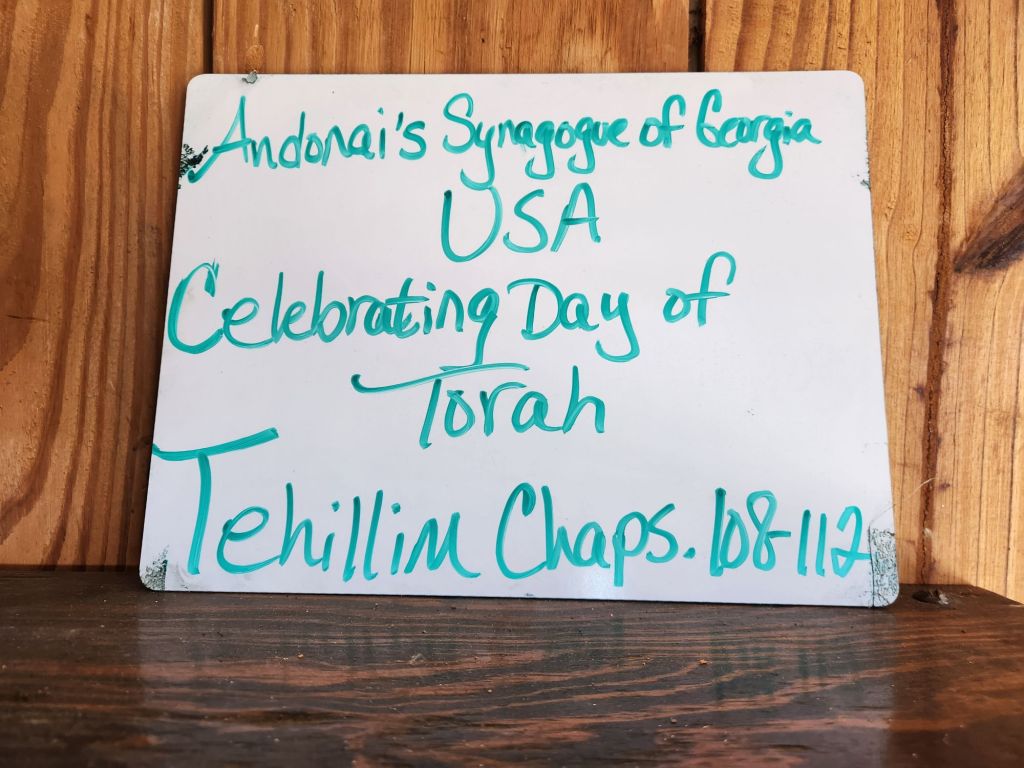 Andonai's Synagogue of Georgia
USA
Celebrating Day of
Torah
Tehillim Chaps. 108-112